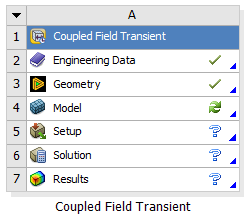 A
1 Coupled Field Transient
2 Engineering Data
3 Geometry
4 Model
5 Setup
6 Solution
7 Results
Coupled Field Transient